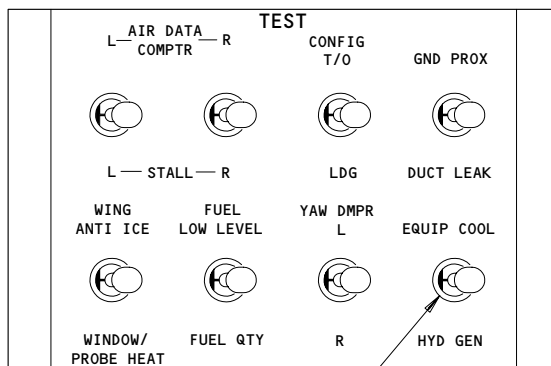 TEST
L — AIR DATA — R
COMPTR
CONFIG
T/O
GND PROX
L — STALL — R
LDG
DUCT LEAK
WING
ANTI ICE
FUEL
LOW LEVEL
YAW DMPR
L
EQUIP COOL
WINDOW/
PROBE HEAT
FUEL QTY
R
HYD GEN